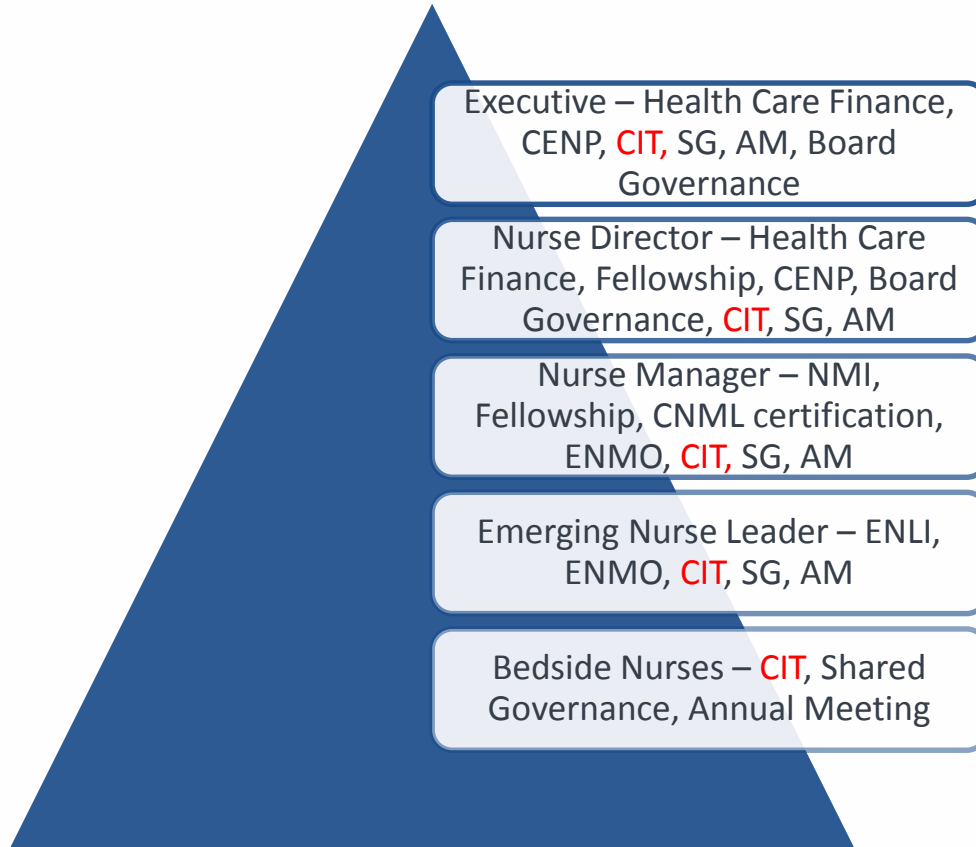 Executive – Health Care Finance,
CENP, CIT, SG, AM, Board
Governance
Nurse Director – Health Care
Finance, Fellowship, CENP, Board
Governance, CIT, SG, AM
Nurse Manager – NMI,
Fellowship, CNML certification,
ENMO, CIT, SG, AM
Emerging Nurse Leader – ENLI,
ENMO, CIT, SG, AM
Bedside Nurses – CIT, Shared
Governance, Annual Meeting